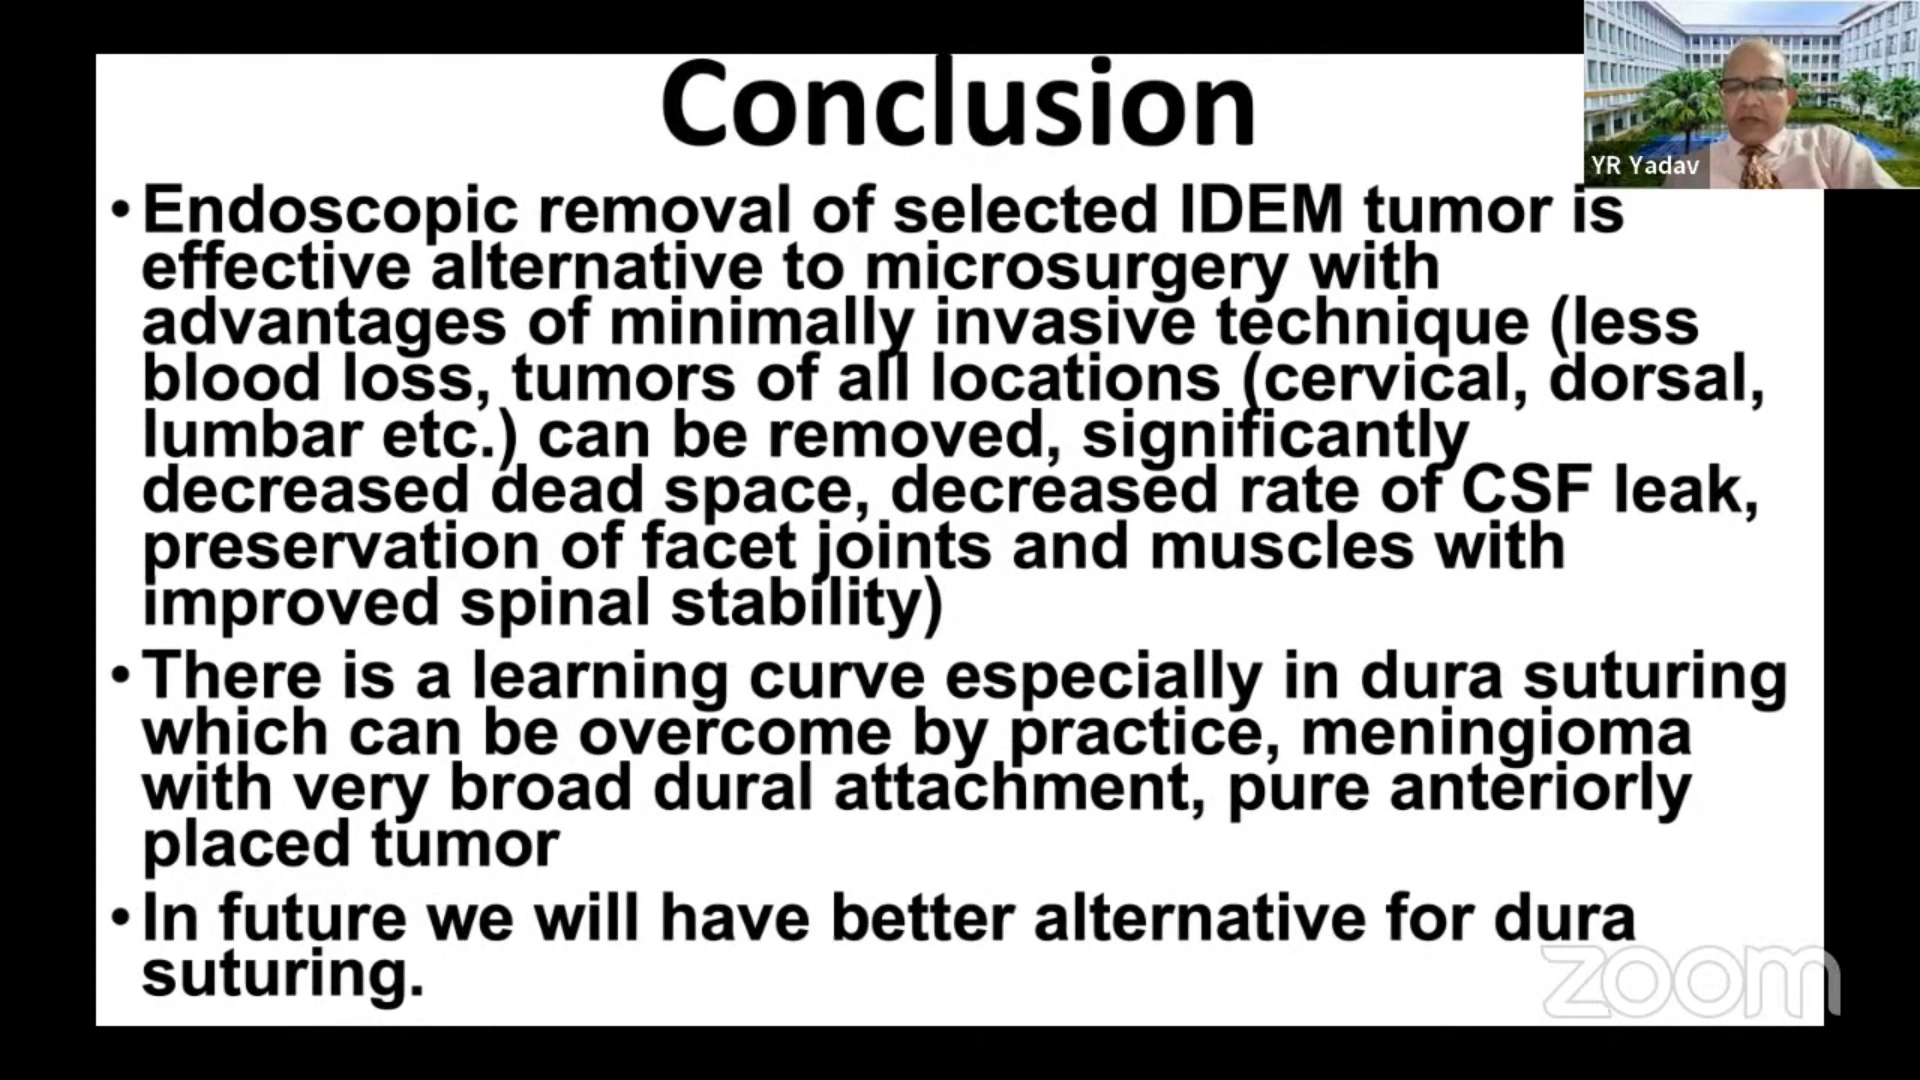 Conclusion
YR Yadav
• Endoscopic removal of selected IDEM tumor is
effective alternative to microsurgery with
advantages of minimally invasive technique (less
blood loss, tumors of all locations (cervical, dorsal,
lumbar etc.) can be removed, significantly
decreased dead space, decreased rate of CSF leak,
preservation of facet joints and muscles with
improved spinal stability)
• There is a learning curve especially in dura suturing
which can be overcome by practice, meningioma
with very broad dural attachment, pure anteriorly
placed tumor
• In future we will have better alternative for dura
suturing.
zoom